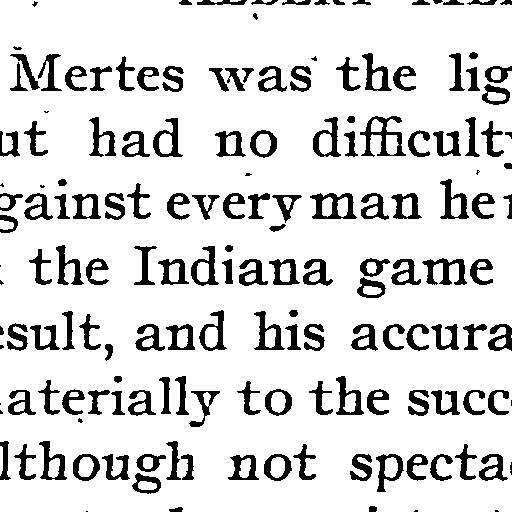 Mertes was the lig
ut had no difficulty
gainst every man he
the Indiana game
esult, and his accura
aterially to the succ
lthough not specta